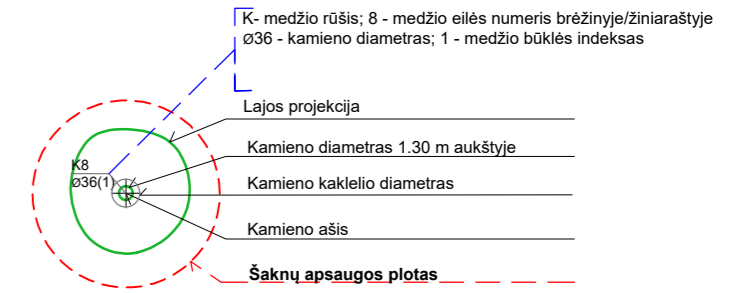 K- medžio rūšis; 8 - medžio eilės numeris brėžinyje/žiniaraštyje
Ø36 - kamieno diametras; 1 - medžio būklės indeksas
Lajos projekcija
Kamieno diametras 1.30 m aukštyje
K8
Ø36(1)
Kamieno kaklelio diametras
Kamieno ašis
Šaknų apsaugos plotas